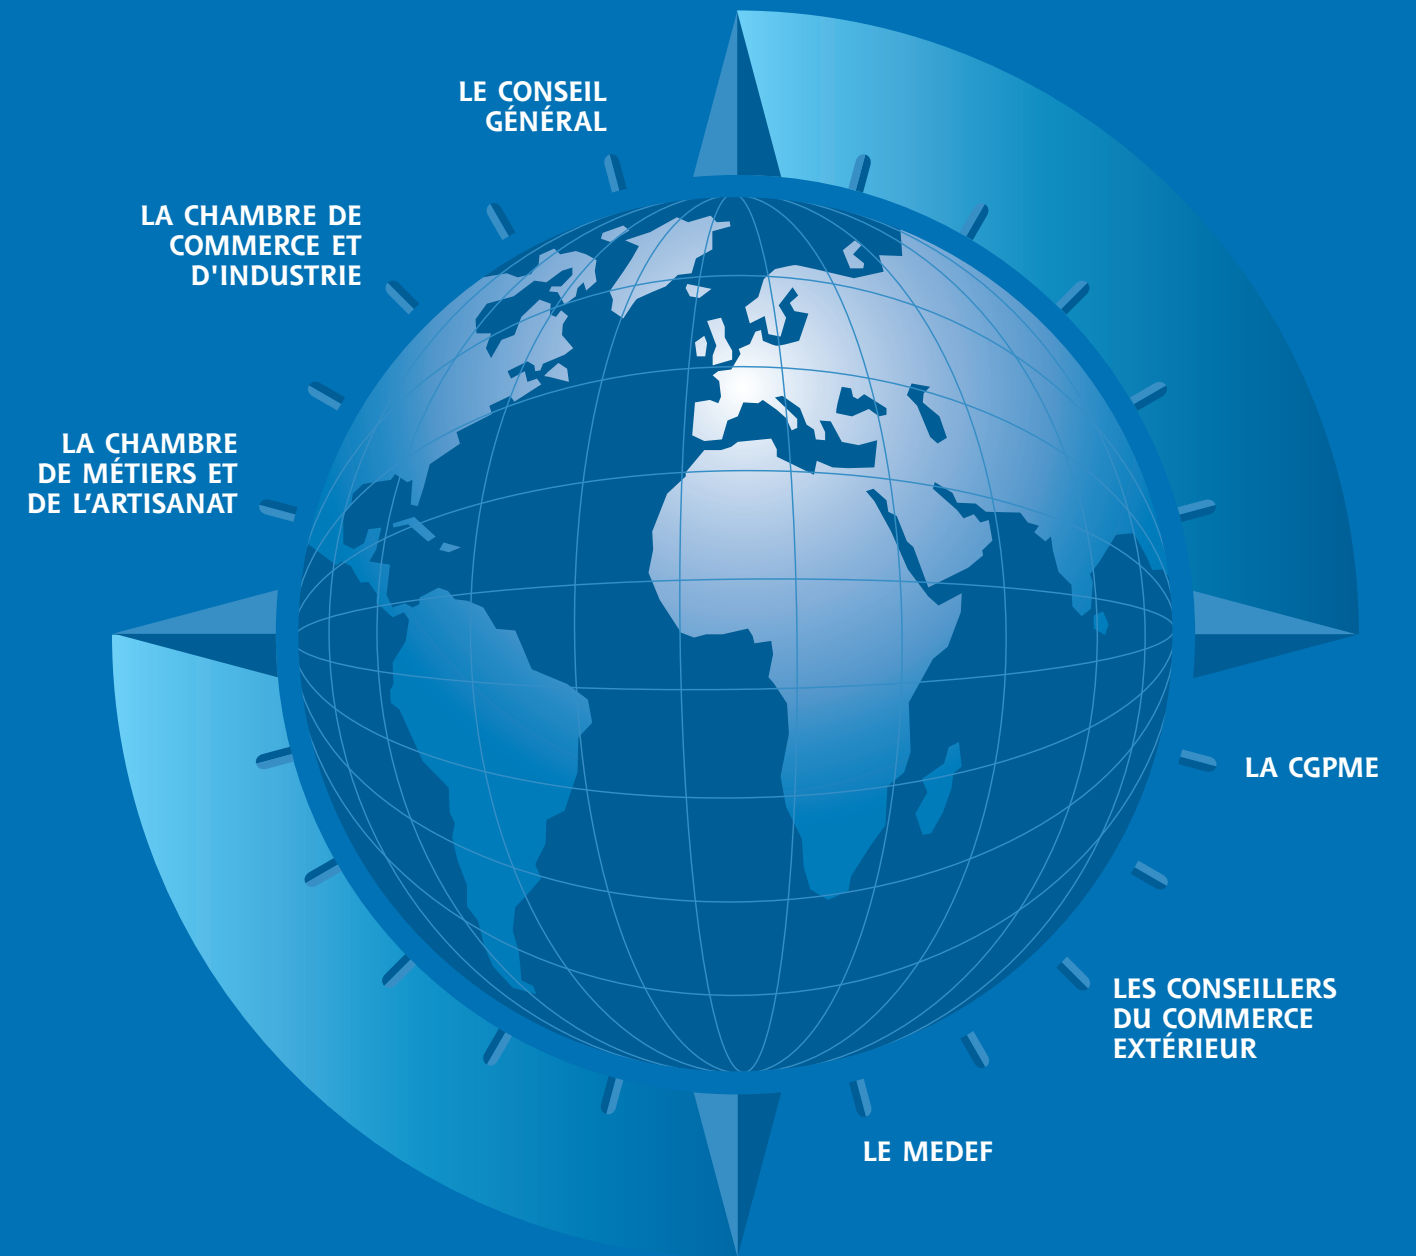 LE CONSEIL
GÉNÉRAL
LA CHAMBRE DE
COMMERCE ET
D'INDUSTRIE
LA CHAMBRE
DE MÉTIERS ET
DE L’ARTISANAT
LA CGPME
LES CONSEILLERS
DU COMMERCE
EXTÉRIEUR
LE MEDEF